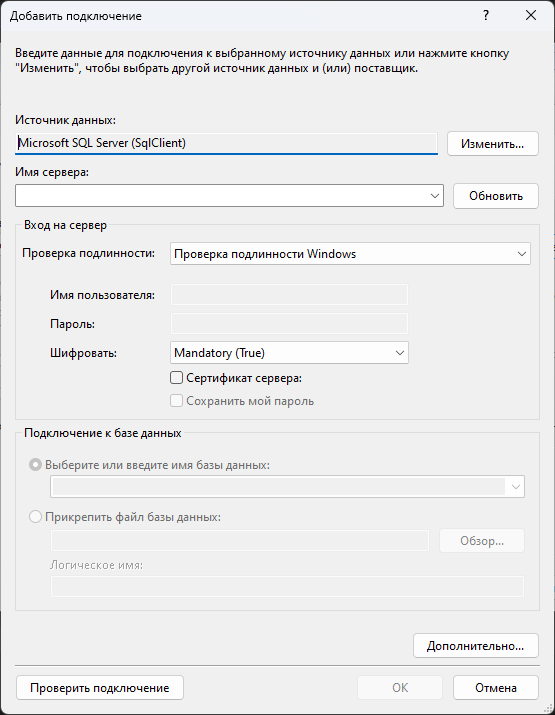 Добавить подключение
?
Введите данные для подключения к выбранному источнику данных или нажмите кнопку
"Изменить", чтобы выбрать другой источник данных и (или) поставщик.
Источник данных:
Microsoft SQL Server (SqlClient)
Изменить...
Имя сервера:
Обновить
Вход на сервер
Проверка подлинности:
Проверка подлинности Windows
Имя пользователя:
Пароль:
Шифровать:
Mandatory (True)
Сертификат сервера:
Сохранить мой пароль
Подключение к базе данных
Выберите или введите имя базы данных:
Прикрепить файл базы данных:
Обзор...
Логическое имя:
Дополнительно...
Проверить подключение
ОК
Отмена